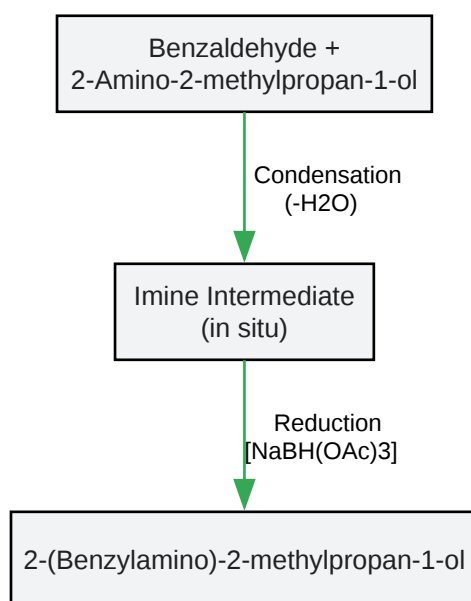 Benzaldehyde +
2-Amino-2-methylpropan-1-ol
Condensation
(-H2O)
Imine Intermediate
(in situ)
Reduction
[NaBH(OAc)3]
2-(Benzylamino)-2-methylpropan-1-ol